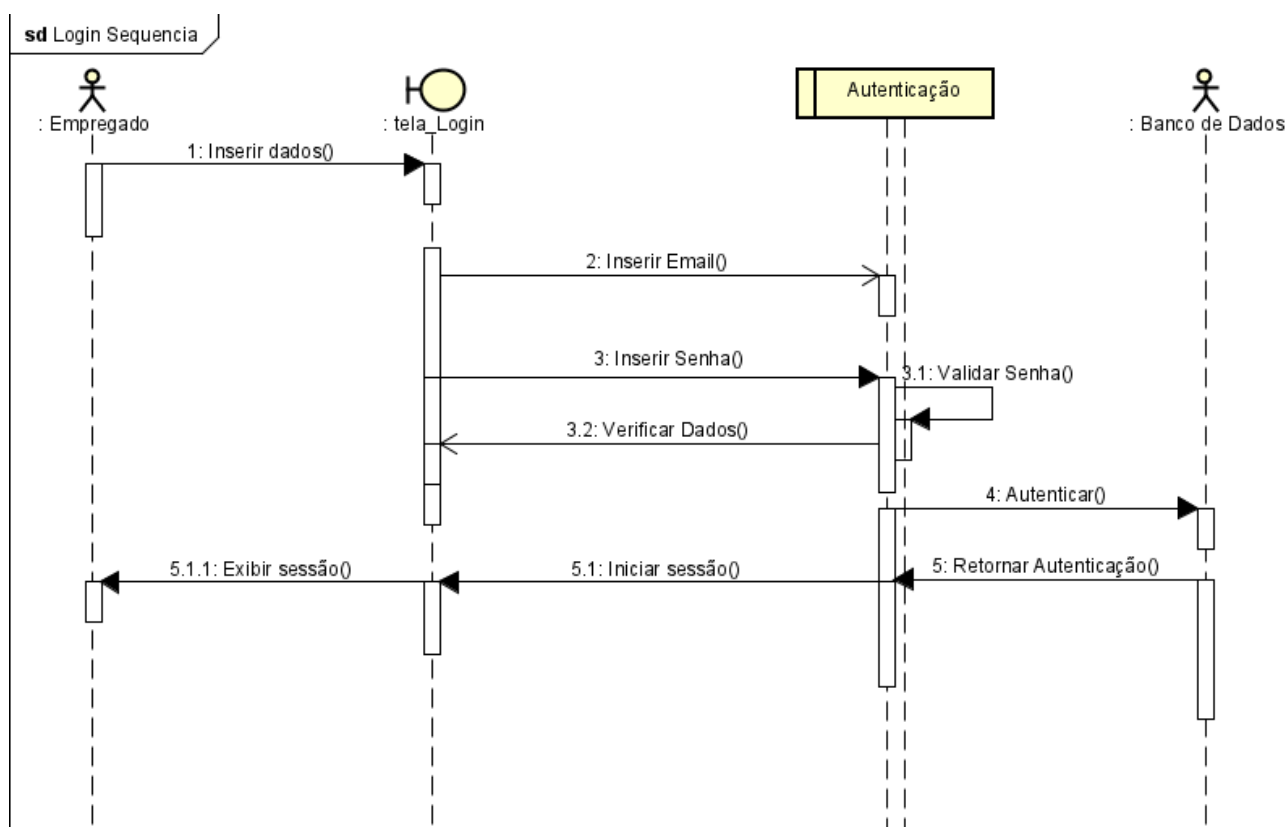 sd Login Sequencia
: Empregado
: tela_Login
Autenticação
: Banco de Dados
1: Inserir dados()
2: Inserir Email()
3: Inserir Senha()
3.1: Validar Senha()
3.2: Verificar Dados()
4: Autenticar()
5: Retornar Autenticação()
5.1: Iniciar sessão()
5.1.1: Exibir sessão()